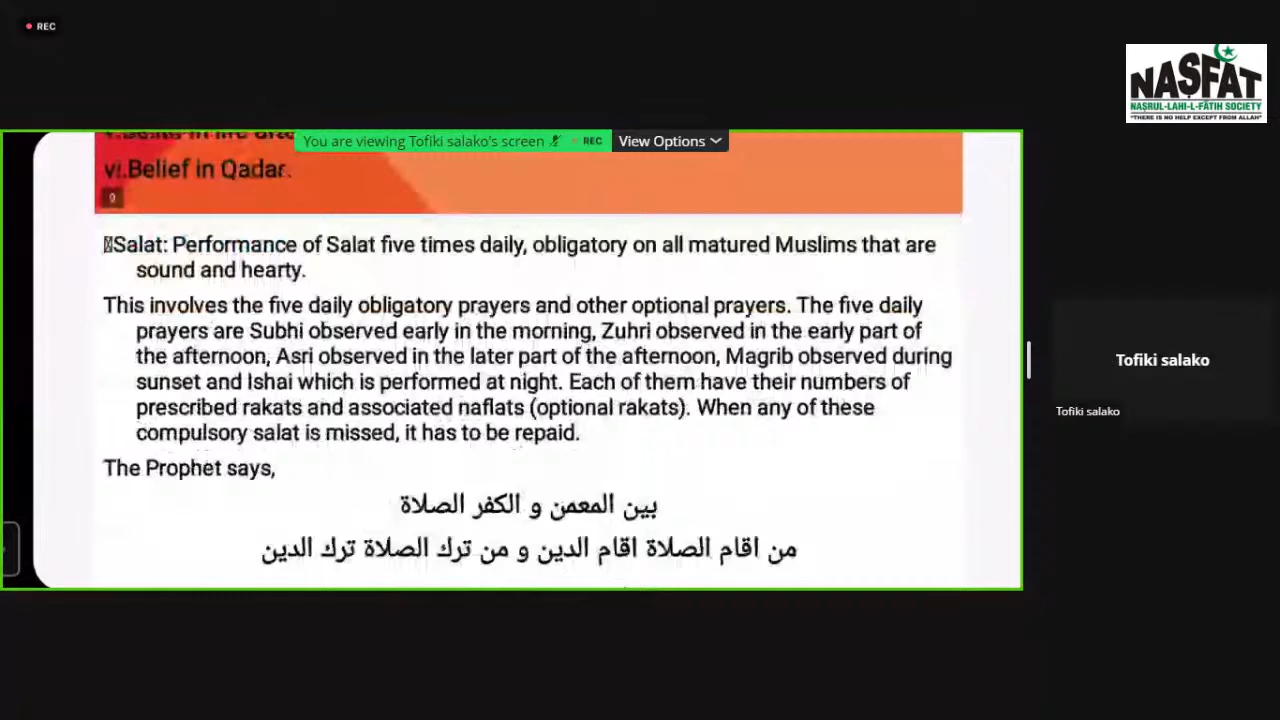 REC
NAṢFAT
NAṢRUL-LAHI-L-FĀTIH SOCIETY
"THERE IS NO HELP EXCEPT FROM ALLAH"
You are viewing Tofiki salako's screen
REC
View Options
vi.Belief in Qadar.
9
Salat: Performance of Salat five times daily, obligatory on all matured Muslims that are
sound and hearty.
This involves the five daily obligatory prayers and other optional prayers. The five daily
prayers are Subhi observed early in the morning, Zuhri observed in the early part of
the afternoon, Asri observed in the later part of the afternoon, Magrib observed during
sunset and Ishai which is performed at night. Each of them have their numbers of
prescribed rakats and associated naflats (optional rakats). When any of these
compulsory salat is missed, it has to be repaid.
The Prophet says,
بين المعمن و الكفر الصلاة
من اقام الصلاة اقام الدين و من ترك الصلاة ترك الدين
Tofiki salako
Tofiki salako